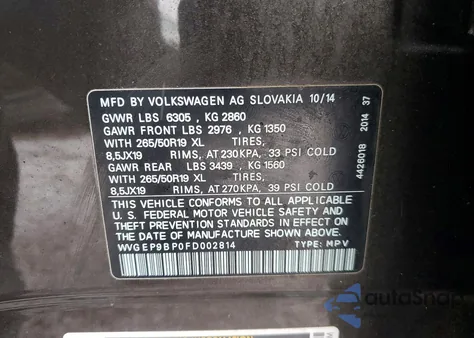 MFD BY VOLKSWAGEN AG SLOVAKIA 10/14
GVWR LBS 6305, KG 2860
GAWR FRONT LBS 2976, KG 1350
WITH 265/50R19 XL TIRES,
8,5JX19 RIMS, AT 230KPA, 33 PSI COLD
GAWR REAR LBS 3439, KG 1560
WITH 265/50R19 XL TIRES,
8,5JX19 RIMS, AT 270KPA, 39 PSI COLD
THIS VEHICLE CONFORMS TO ALL APPLICABLE
U. S. FEDERAL MOTOR VEHICLE SAFETY AND
THEFT PREVENTION STANDARDS IN EFFECT ON THE
DATE OF MANUFACTURE SHOWN ABOVE.
WVGEP9BP0FD002814 TYPE: MPV
4426018 2014 37
autoSnap